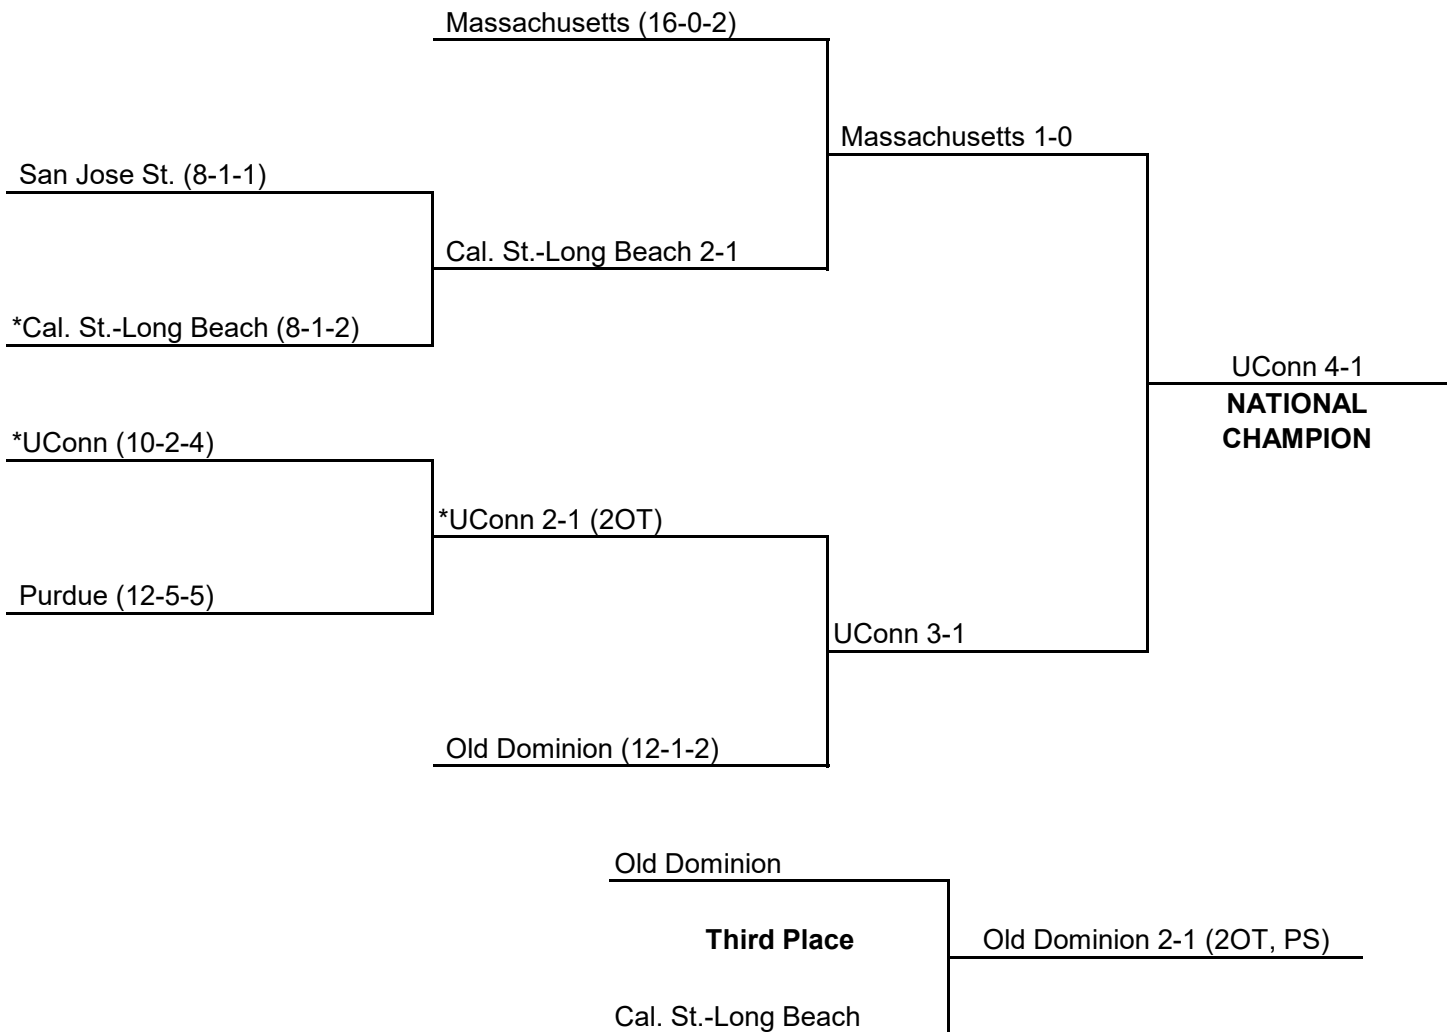 Massachusetts (16-0-2)
Massachusetts 1-0
San Jose St. (8-1-1)
Cal. St.-Long Beach 2-1
*Cal. St.-Long Beach (8-1-2)
UConn 4-1
NATIONAL
CHAMPION
*UConn (10-2-4)
*UConn 2-1 (2OT)
Purdue (12-5-5)
UConn 3-1
Old Dominion (12-1-2)
Old Dominion
Third Place
Old Dominion 2-1 (2OT, PS)
Cal. St.-Long Beach